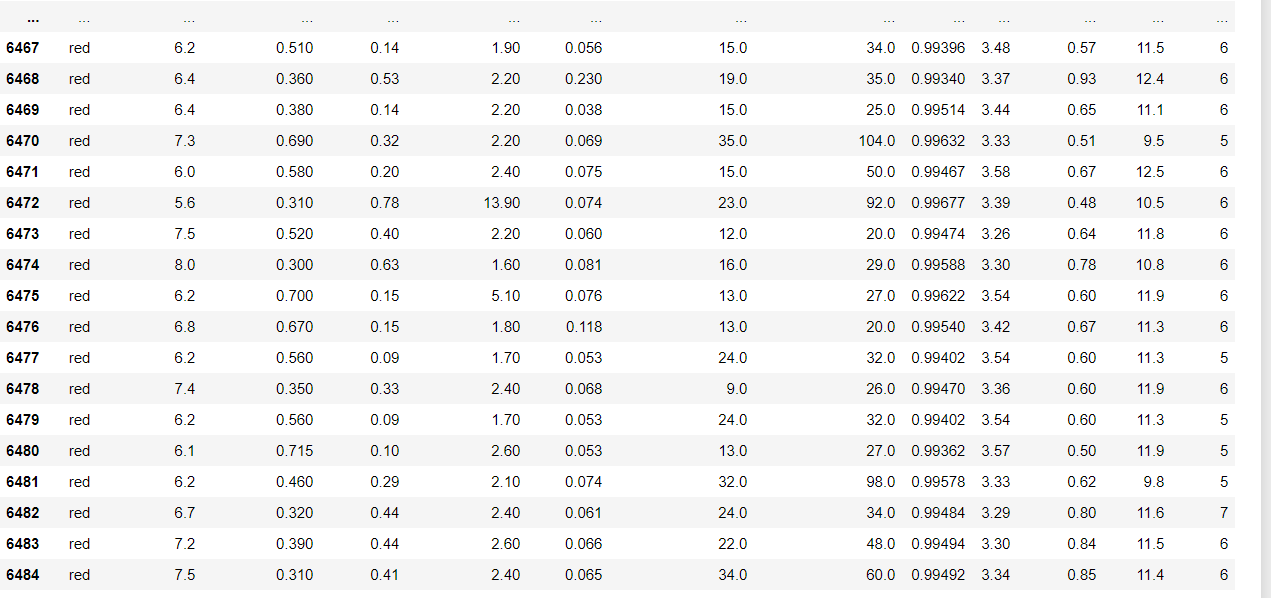 ... ... ... ... ... ... ... ... ... ... ... ... ... ...
6467 red 6.2 0.510 0.14 1.90 0.056 15.0 34.0 0.99396 3.48 0.57 11.5 6
6468 red 6.4 0.360 0.53 2.20 0.230 19.0 35.0 0.99340 3.37 0.93 12.4 6
6469 red 6.4 0.380 0.14 2.20 0.038 15.0 25.0 0.99514 3.44 0.65 11.1 6
6470 red 7.3 0.690 0.32 2.20 0.069 35.0 104.0 0.99632 3.33 0.51 9.5 5
6471 red 6.0 0.580 0.20 2.40 0.075 15.0 50.0 0.99467 3.58 0.67 12.5 6
6472 red 5.6 0.310 0.78 13.90 0.074 23.0 92.0 0.99677 3.39 0.48 10.5 6
6473 red 7.5 0.520 0.40 2.20 0.060 12.0 20.0 0.99474 3.26 0.64 11.8 6
6474 red 8.0 0.300 0.63 1.60 0.081 16.0 29.0 0.99588 3.30 0.78 10.8 6
6475 red 6.2 0.700 0.15 5.10 0.076 13.0 27.0 0.99622 3.54 0.60 11.9 6
6476 red 6.8 0.670 0.15 1.80 0.118 13.0 20.0 0.99540 3.42 0.67 11.3 6
6477 red 6.2 0.560 0.09 1.70 0.053 24.0 32.0 0.99402 3.54 0.60 11.3 5
6478 red 7.4 0.350 0.33 2.40 0.068 9.0 26.0 0.99470 3.36 0.60 11.9 6
6479 red 6.2 0.560 0.09 1.70 0.053 24.0 32.0 0.99402 3.54 0.60 11.3 5
6480 red 6.1 0.715 0.10 2.60 0.053 13.0 27.0 0.99362 3.57 0.50 11.9 5
6481 red 6.2 0.460 0.29 2.10 0.074 32.0 98.0 0.99578 3.33 0.62 9.8 5
6482 red 6.7 0.320 0.44 2.40 0.061 24.0 34.0 0.99484 3.29 0.80 11.6 7
6483 red 7.2 0.390 0.44 2.60 0.066 22.0 48.0 0.99494 3.30 0.84 11.5 6
6484 red 7.5 0.310 0.41 2.40 0.065 34.0 60.0 0.99492 3.34 0.85 11.4 6